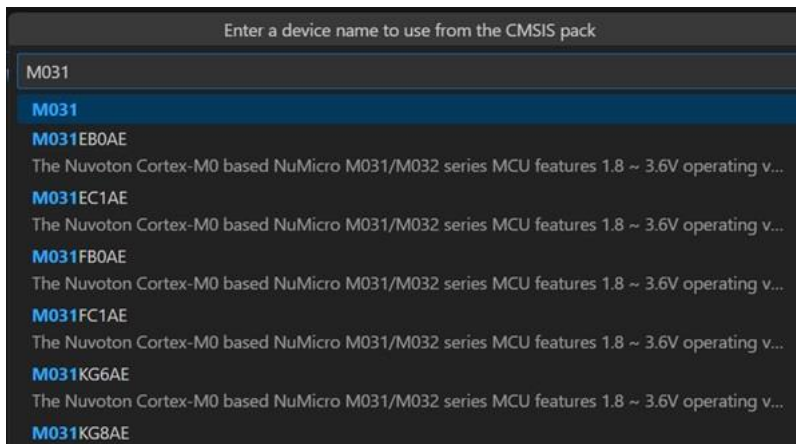 Enter a device name to use from the CMSIS pack
M031
M031
M031EB0AE
The Nuvoton Cortex-M0 based NuMicro M031/M032 series MCU features 1.8 ~ 3.6V operating v...
M031EC1AE
The Nuvoton Cortex-M0 based NuMicro M031/M032 series MCU features 1.8 ~ 3.6V operating v...
M031FB0AE
The Nuvoton Cortex-M0 based NuMicro M031/M032 series MCU features 1.8 ~ 3.6V operating v...
M031FC1AE
The Nuvoton Cortex-M0 based NuMicro M031/M032 series MCU features 1.8 ~ 3.6V operating v...
M031KG6AE
The Nuvoton Cortex-M0 based NuMicro M031/M032 series MCU features 1.8 ~ 3.6V operating v...
M031KG8AE